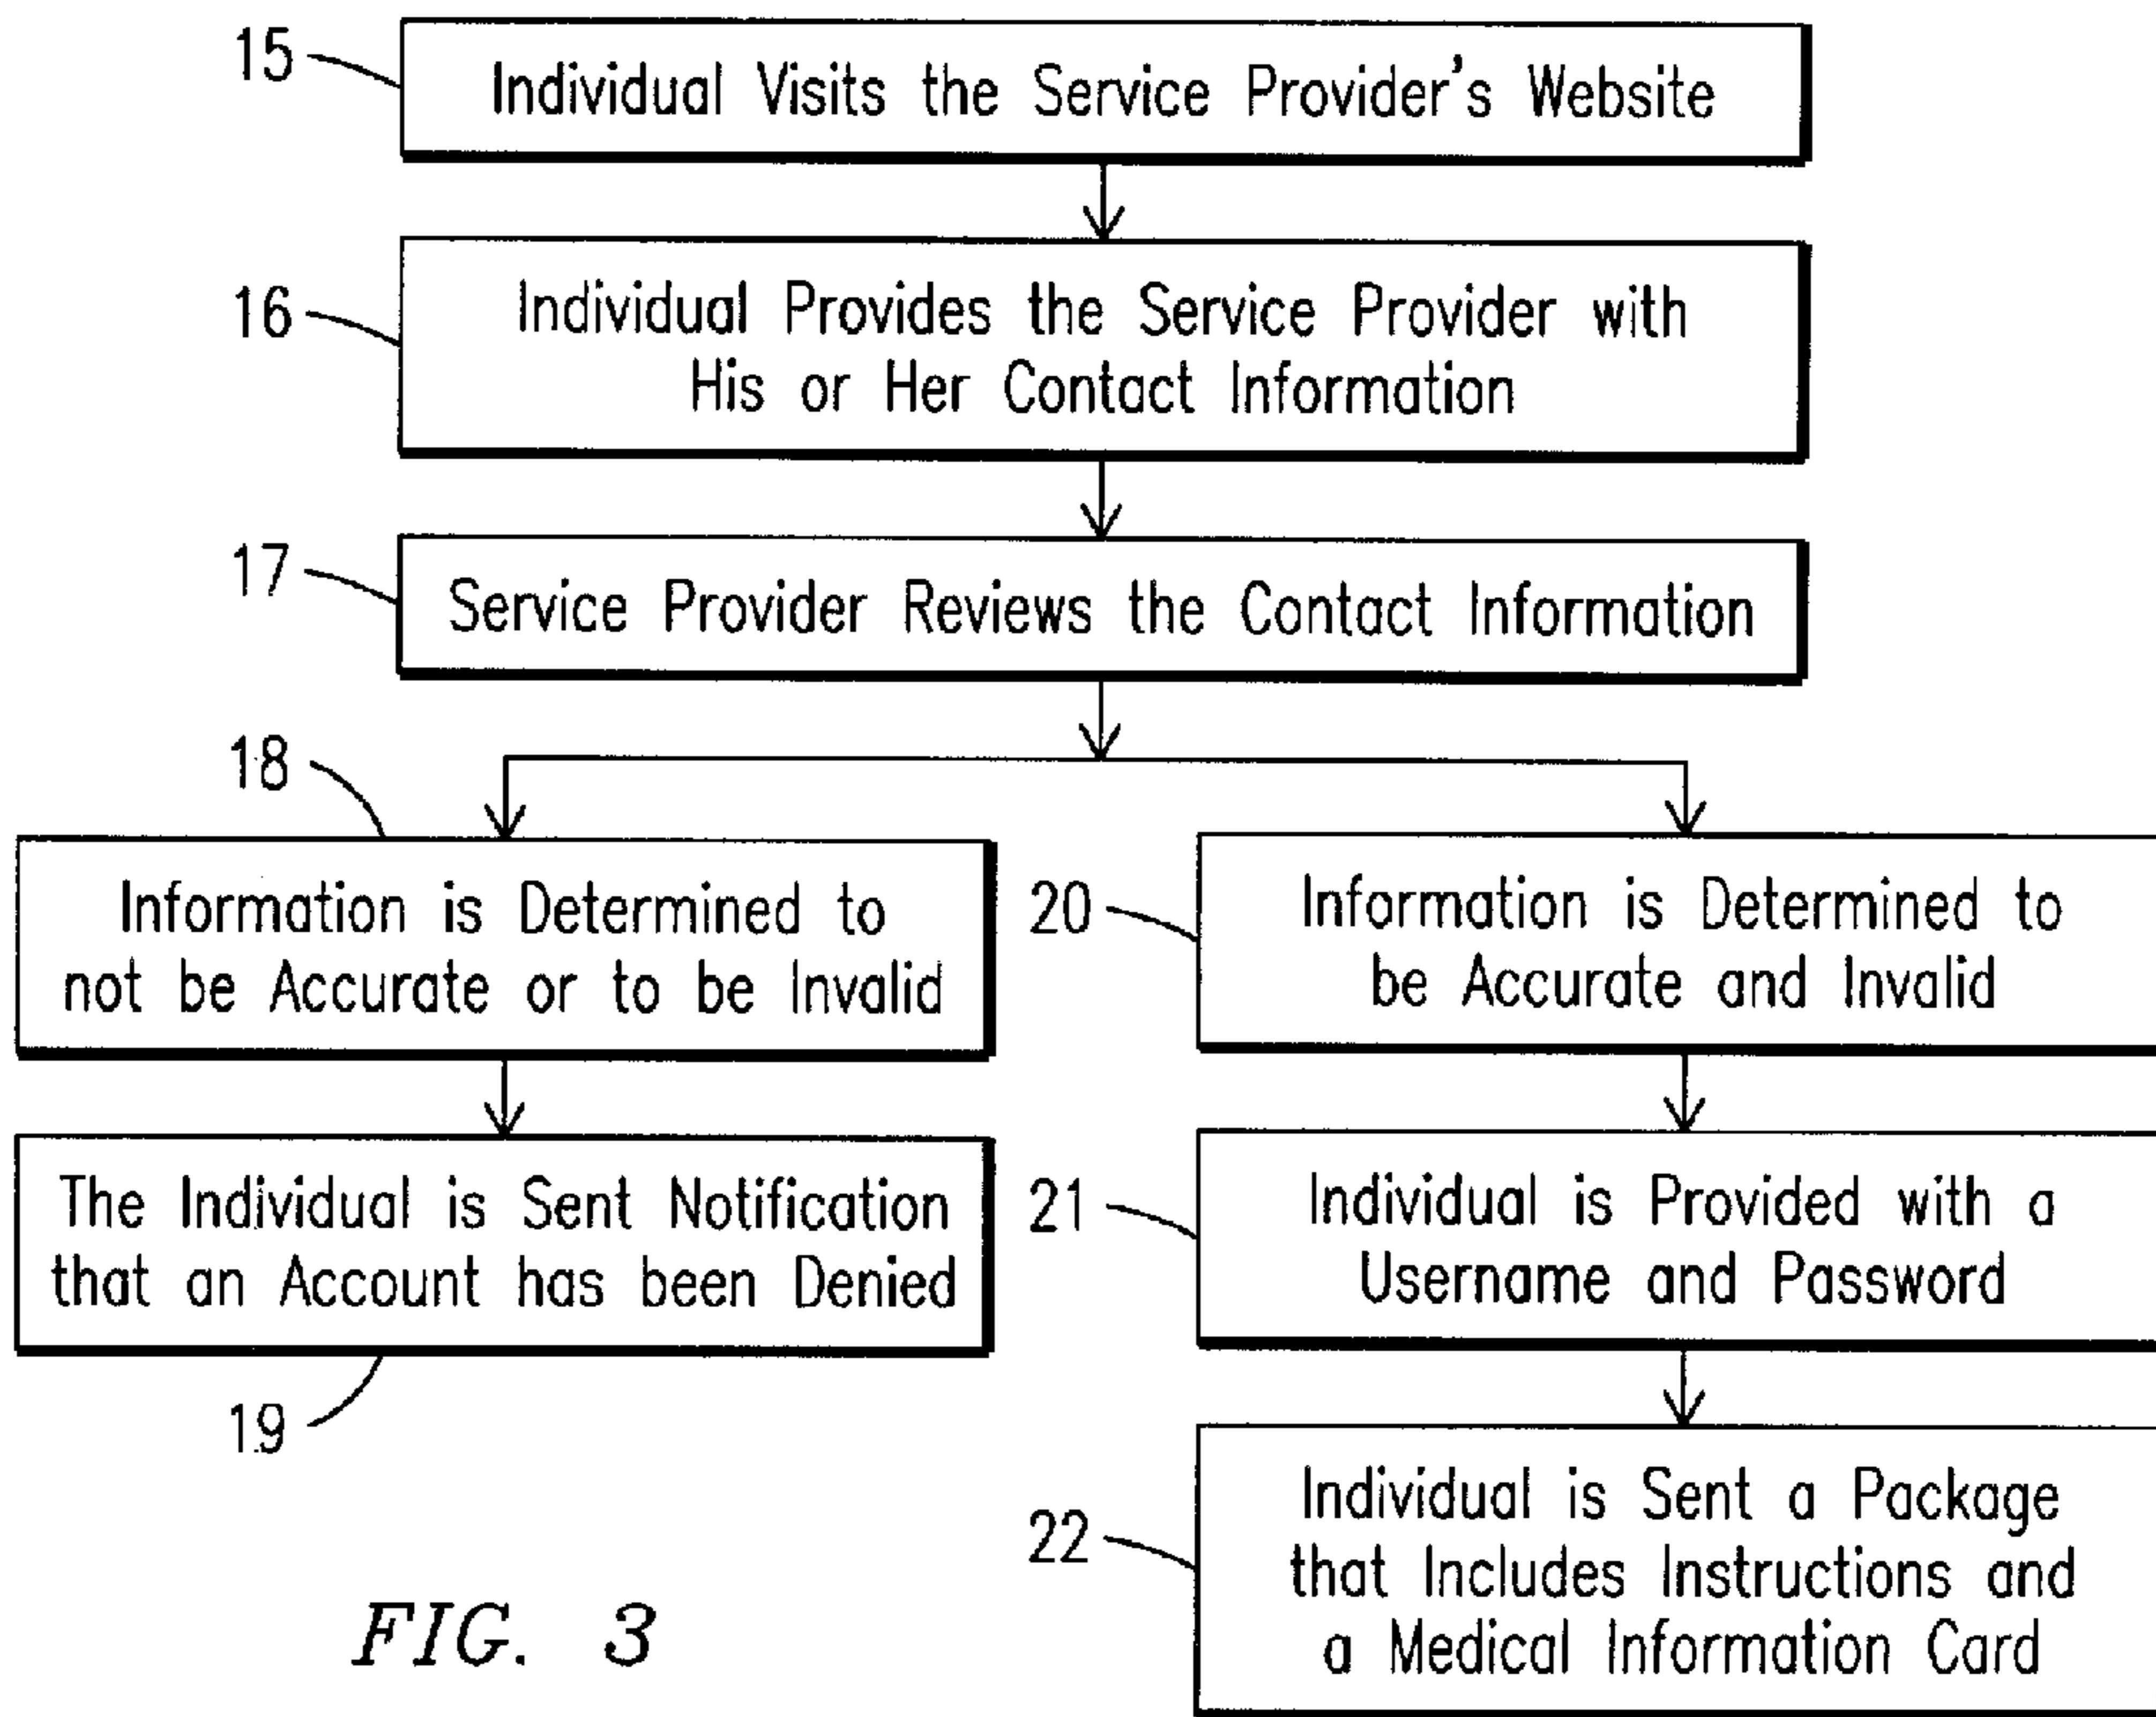 15
Individual Visits the Service Provider's Website
16
Individual Provides the Service Provider with
His or Her Contact Information
17
Service Provider Reviews the Contact Information
18
Information is Determined to
not be Accurate or to be Invalid
20
Information is Determined to
be Accurate and Invalid
The Individual is Sent Notification
that an Account has been Denied
19
21
Individual is Provided with a
Username and Password
22
Individual is Sent a Package
that Includes Instructions and
a Medical Information Card
FIG. 3